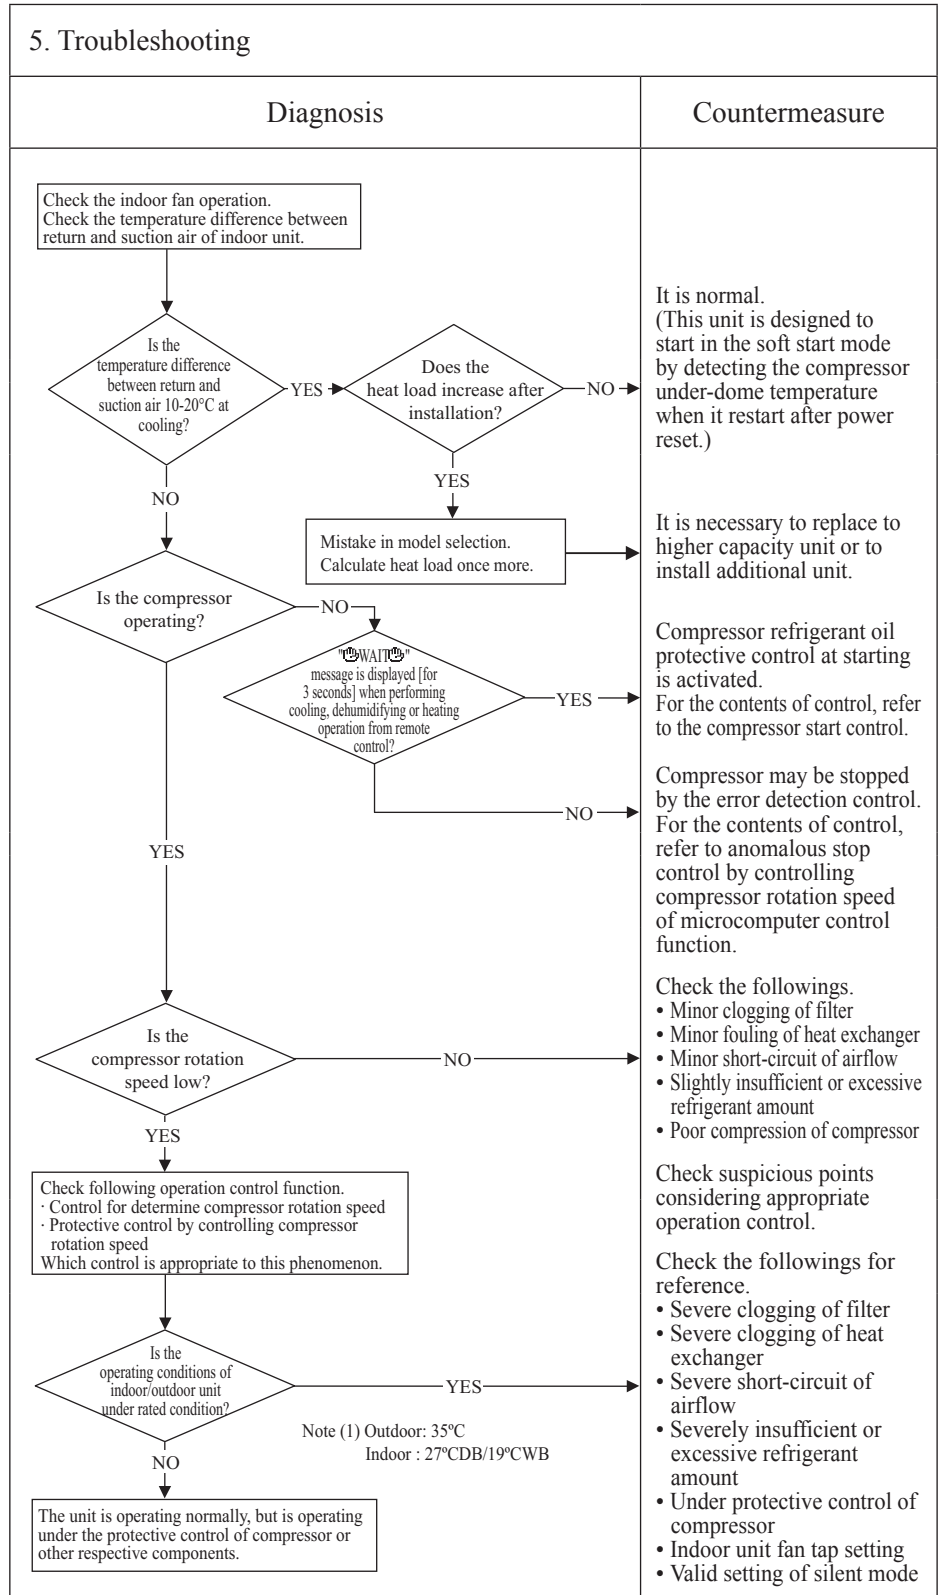 5. Troubleshooting
Diagnosis
Countermeasure
Check the indoor fan operation.
Check the temperature difference between
return and suction air of indoor unit.
Is the
temperature difference
between return and
suction air 10-20°C at
cooling?
YES
Does the
heat load increase after
installation?
NO
It is normal.
(This unit is designed to
start in the soft start mode
by detecting the compressor
under-dome temperature
when it restart after power
reset.)
YES
NO
Mistake in model selection.
Calculate heat load once more.
It is necessary to replace to
higher capacity unit or to
install additional unit.
Is the compressor
operating?
NO
"WAIT"
message is displayed [for
3 seconds] when performing
cooling, dehumidifying or heating
operation from remote
control?
YES
Compressor refrigerant oil
protective control at starting
is activated.
For the contents of control, refer
to the compressor start control.
NO
Compressor may be stopped
by the error detection control.
For the contents of control,
refer to anomalous stop
control by controlling
compressor rotation speed
of microcomputer control
function.
YES
Is the
compressor rotation
speed low?
NO
Check the followings.
• Minor clogging of filter
• Minor fouling of heat exchanger
• Minor short-circuit of airflow
• Slightly insufficient or excessive
refrigerant amount
• Poor compression of compressor
YES
Check following operation control function.
· Control for determine compressor rotation speed
· Protective control by controlling compressor
rotation speed
Which control is appropriate to this phenomenon.
Check suspicious points
considering appropriate
operation control.
Is the
operating conditions of
indoor/outdoor unit
under rated condition?
YES
Note (1) Outdoor: 35ºC
Indoor : 27ºCDB/19ºCWB
Check the followings for
reference.
• Severe clogging of filter
• Severe clogging of heat
exchanger
• Severe short-circuit of
airflow
• Severely insufficient or
excessive refrigerant
amount
• Under protective control of
compressor
• Indoor unit fan tap setting
• Valid setting of silent mode
NO
The unit is operating normally, but is operating
under the protective control of compressor or
other respective components.